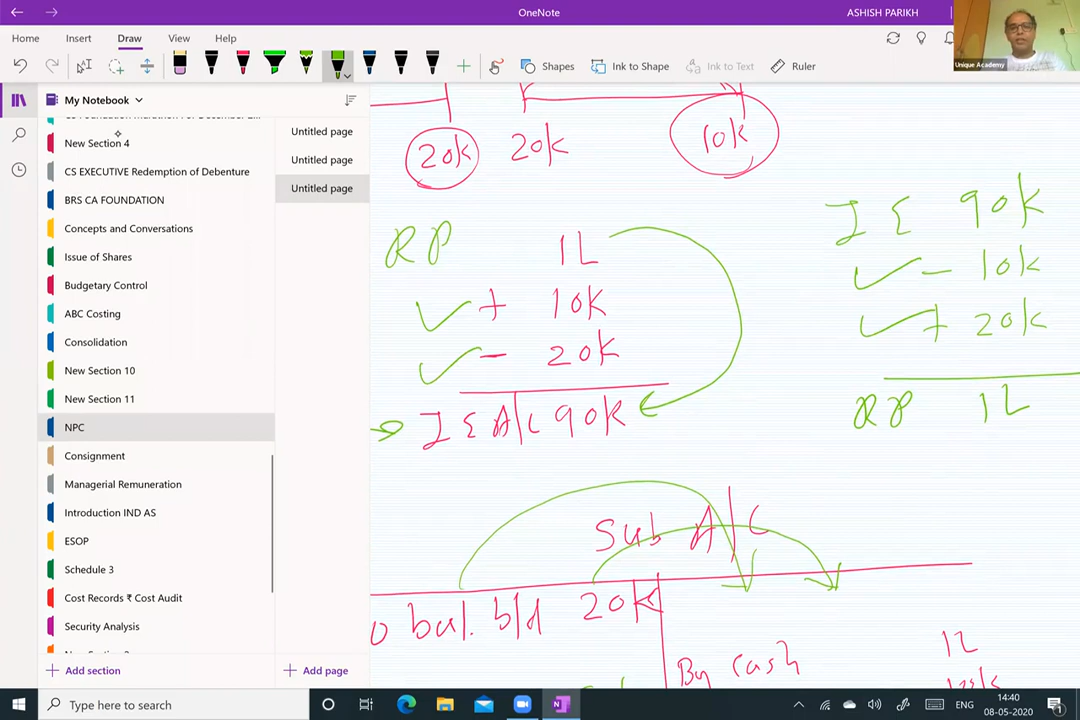 OneNote
ASHISH PARIKH
Unique Academy
Home Insert Draw View Help
Shapes Ink to Shape Ink to Text Ruler
My Notebook
New Section 4
CS EXECUTIVE Redemption of Debenture
BRS CA FOUNDATION
Concepts and Conversations
Issue of Shares
Budgetary Control
ABC Costing
Consolidation
New Section 10
New Section 11
NPC
Consignment
Managerial Remuneration
Introduction IND AS
ESOP
Schedule 3
Cost Records ₹ Cost Audit
Security Analysis
Add section
Untitled page
Untitled page
Untitled page
Add page
20k 20k 10k
RP 1L
+ 10k
- 20k
I E A/C 90k
I E 90k
- 10k
+ 20k
RP 1L
Sub A/C
bal. b/d 20k
By Cash 1L
Type here to search
ENG
14:40
08-05-2020
1